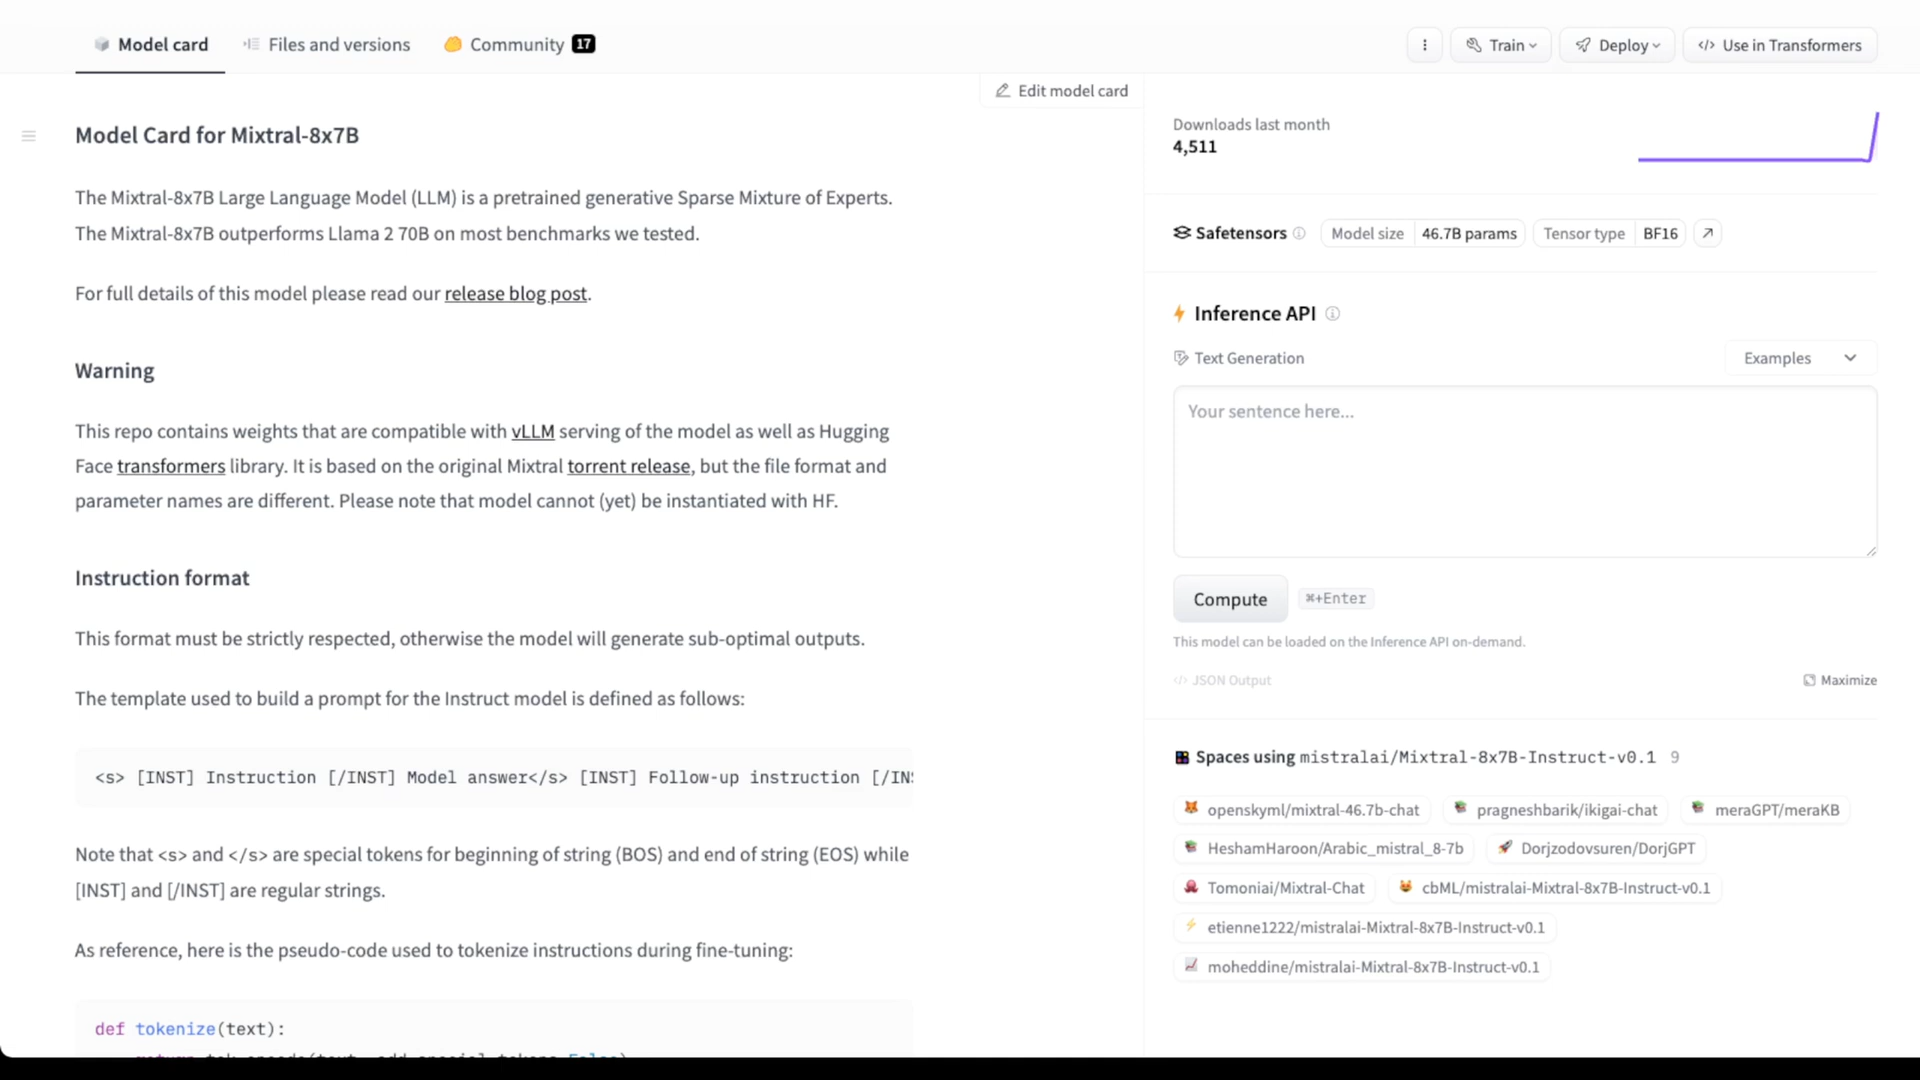 Model card
Files and versions
Community 17
Train
Deploy
</> Use in Transformers
Edit model card
Model Card for Mixtral-8x7B
The Mixtral-8x7B Large Language Model (LLM) is a pretrained generative Sparse Mixture of Experts.
The Mixtral-8x7B outperforms Llama 2 70B on most benchmarks we tested.
For full details of this model please read our release blog post.
Warning
This repo contains weights that are compatible with vLLM serving of the model as well as Hugging
Face transformers library. It is based on the original Mixtral torrent release, but the file format and
parameter names are different. Please note that model cannot (yet) be instantiated with HF.
Instruction format
This format must be strictly respected, otherwise the model will generate sub-optimal outputs.
The template used to build a prompt for the Instruct model is defined as follows:
<s> [INST] Instruction [/INST] Model answer</s> [INST] Follow-up instruction [/INS
Note that <s> and </s> are special tokens for beginning of string (BOS) and end of string (EOS) while
[INST] and [/INST] are regular strings.
As reference, here is the pseudo-code used to tokenize instructions during fine-tuning:
def tokenize(text):
Downloads last month
4,511
Safetensors
Model size 46.7B params
Tensor type BF16
Inference API
Text Generation
Examples
Your sentence here...
Compute
⌘+Enter
This model can be loaded on the Inference API on-demand.
</> JSON Output
Maximize
Spaces using mistralai/Mixtral-8x7B-Instruct-v0.1 9
openskyml/mixtral-46.7b-chat
pragneshbarik/ikigai-chat
meraGPT/meraKB
HeshamHaroon/Arabic_mistral_8-7b
Dorjzodovsuren/DorjGPT
Tomoniai/Mixtral-Chat
cbML/mistralai-Mixtral-8x7B-Instruct-v0.1
etienne1222/mistralai-Mixtral-8x7B-Instruct-v0.1
moheddine/mistralai-Mixtral-8x7B-Instruct-v0.1